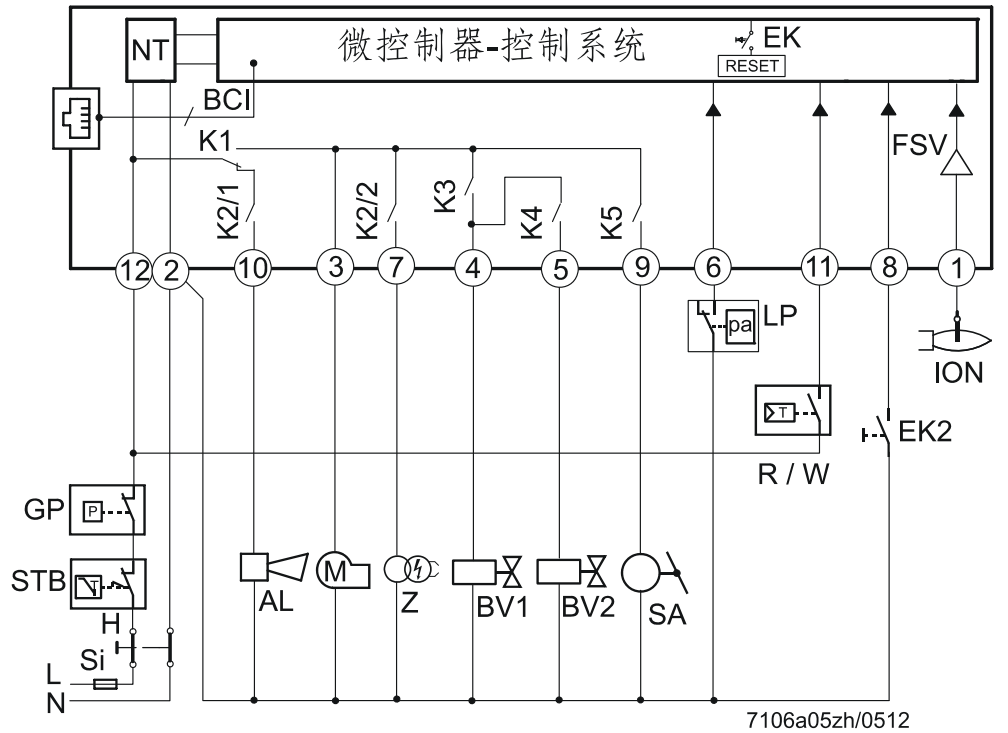 NT
微控制器-控制系统
EK
RESET
BCI
K1
FSV
K2/1
K2/2
K3
K4
K5
12
2
10
3
7
4
5
9
6
11
8
1
pa
LP
ION
T
EK2
R / W
GP
P
STB
T
M
AL
Z
BV1
BV2
SA
H
Si
L
N
7106a05zh/0512